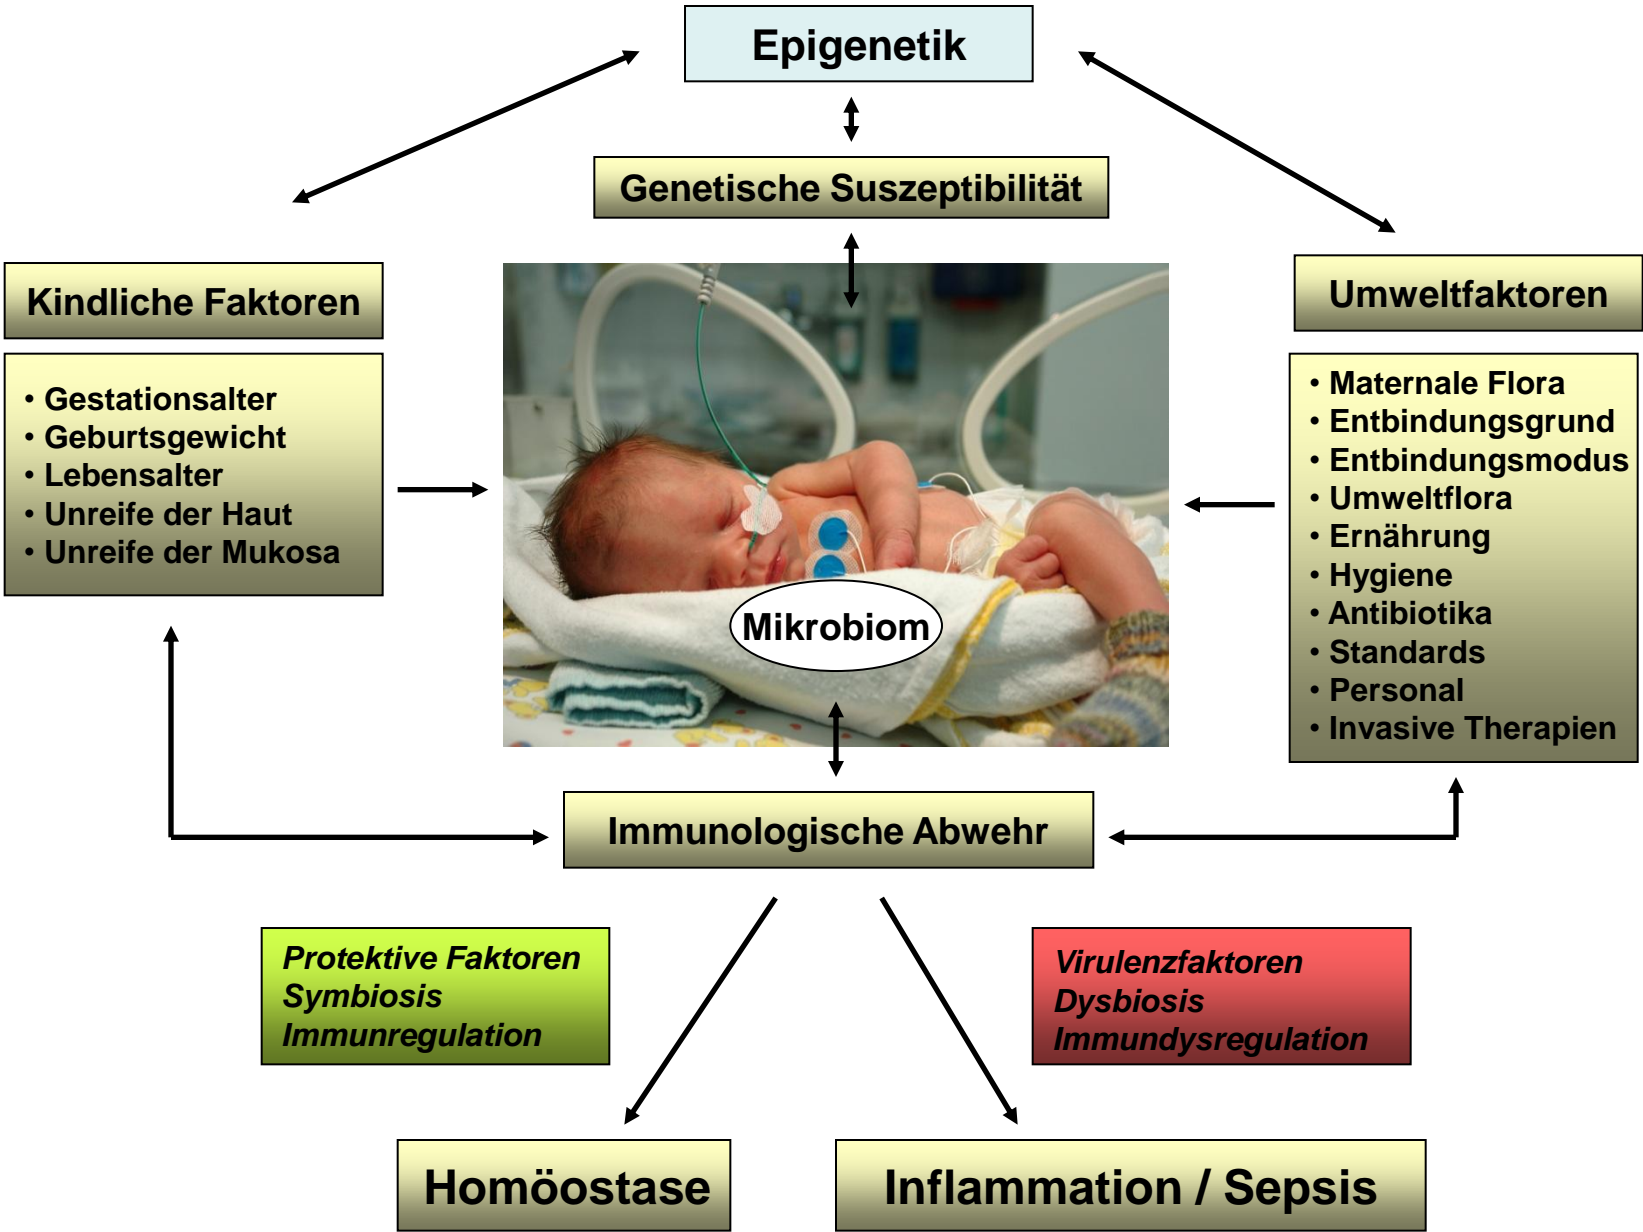 Epigenetik
Genetische Suszeptibilität
Kindliche Faktoren
• Gestationsalter
• Geburtsgewicht
• Lebensalter
• Unreife der Haut
• Unreife der Mukosa
Umweltfaktoren
• Maternale Flora
• Entbindungsgrund
• Entbindungsmodus
• Umweltflora
• Ernährung
• Hygiene
• Antibiotika
• Standards
• Personal
• Invasive Therapien
Mikrobiom
Immunologische Abwehr
Protektive Faktoren
Symbiosis
Immunregulation
Virulenzfaktoren
Dysbiosis
Immundysregulation
Homöostase
Inflammation / Sepsis